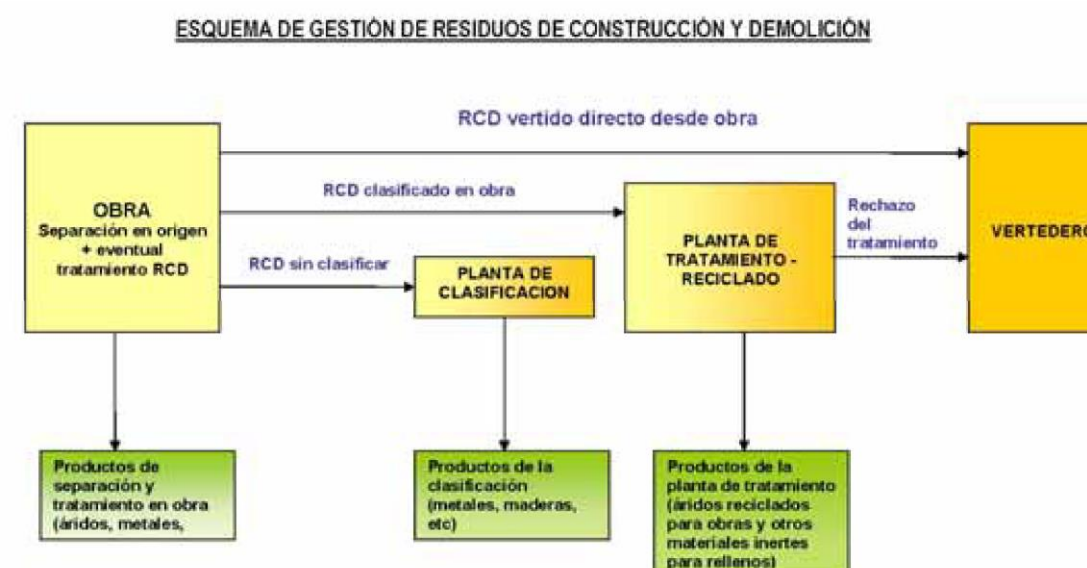 ESQUEMA DE GESTIÓN DE RESIDUOS DE CONSTRUCCIÓN Y DEMOLICIÓN
RCD vertido directo desde obra
RCD clasificado en obra
RCD sin clasificar
OBRA
Separación en origen
+ eventual
tratamiento RCD
PLANTA DE
CLASIFICACION
PLANTA DE
TRATAMIENTO -
RECICLADO
Rechazo
del
tratamiento
VERTEDERO
Productos de
separación y
tratamiento en obra
(áridos, metales,
Productos de la
clasificación
(metales, maderas,
etc)
Productos de la
planta de tratamiento
(áridos reciclados
para obras y otros
materiales inertes
para rellenos)